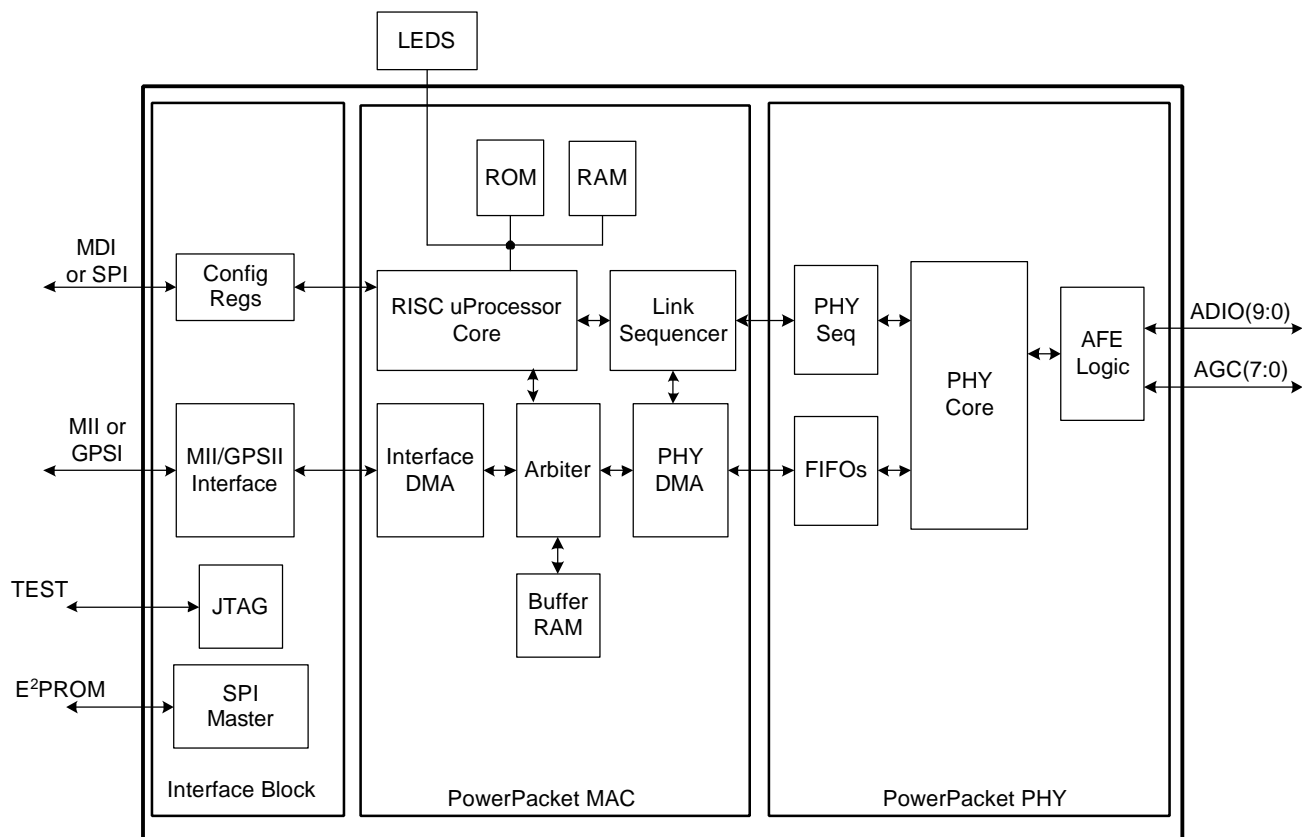 LEDS
ROM
RAM
MDI
or SPI
Config
Regs
RISC uProcessor
Core
Link
Sequencer
PHY
Seq
PHY
Core
AFE
Logic
ADIO(9:0)
AGC(7:0)
MII or
GPSI
MII/GPSII
Interface
Interface
DMA
Arbiter
PHY
DMA
FIFOs
TEST
JTAG
Buffer
RAM
E²PROM
SPI
Master
Interface Block
PowerPacket MAC
PowerPacket PHY